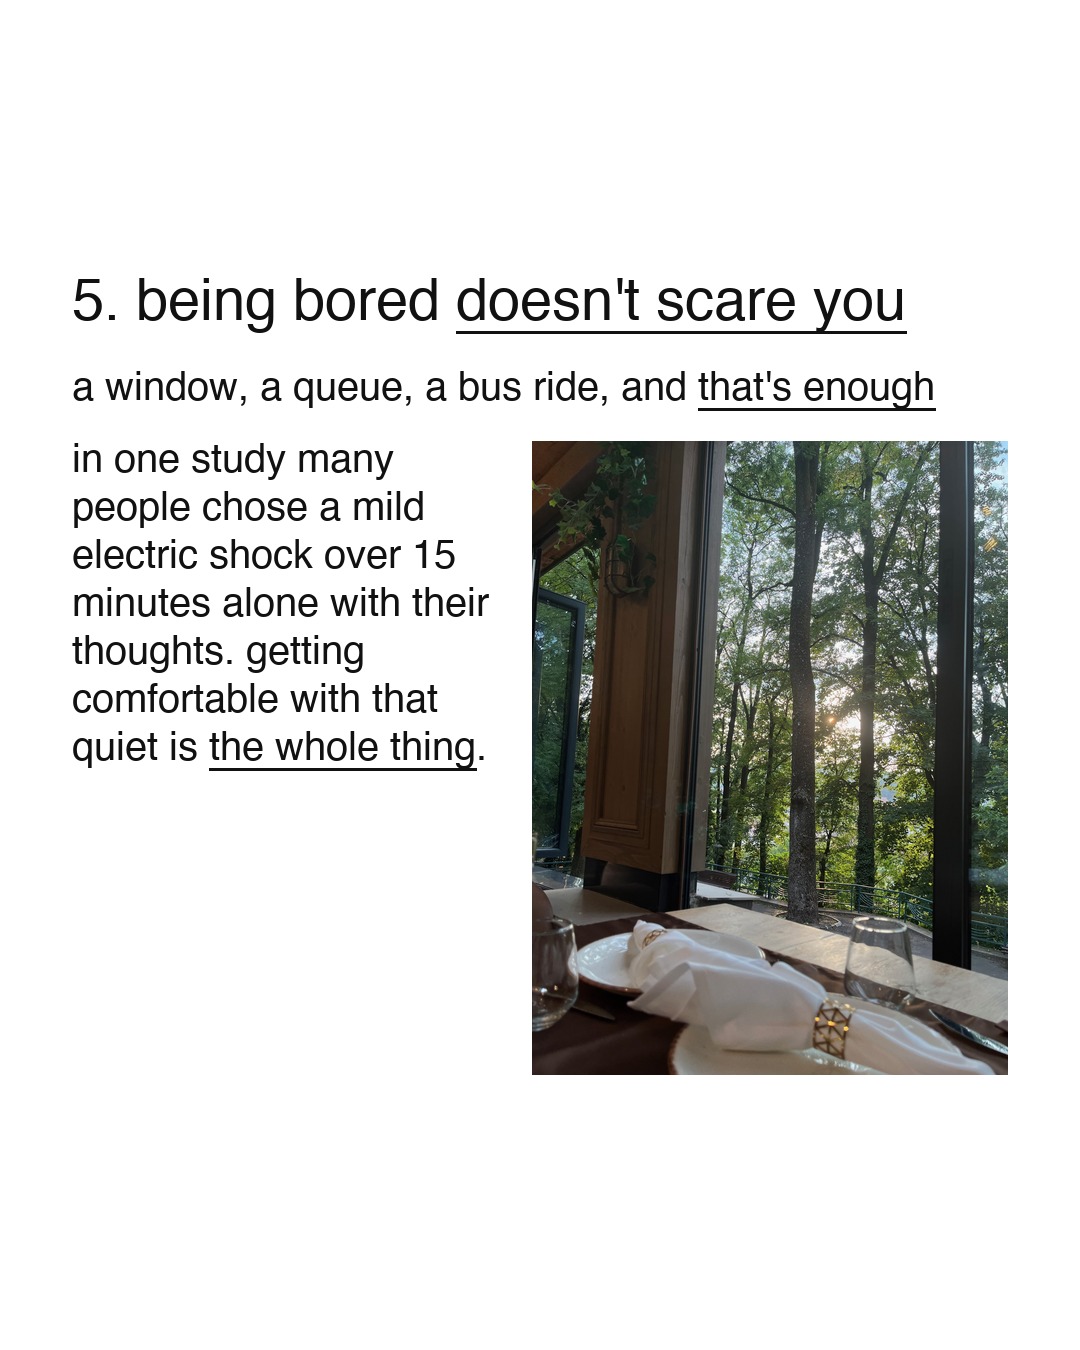 5. being bored doesn't scare you
a window, a queue, a bus ride, and that's enough
in one study many
people chose a mild
electric shock over 15
minutes alone with their
thoughts. getting
comfortable with that
quiet is the whole thing.